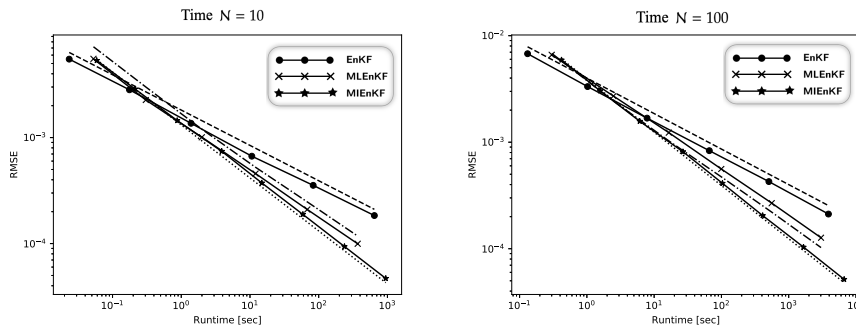 Time N = 10
EnKF
MLEnKF
MIEnKF
RMSE
10⁻³
10⁻⁴
10⁻¹ 10⁰ 10¹ 10² 10³
Runtime [sec]
Time N = 100
EnKF
MLEnKF
MIEnKF
RMSE
10⁻²
10⁻³
10⁻⁴
10⁻¹ 10⁰ 10¹ 10² 10³
Runtime [sec]